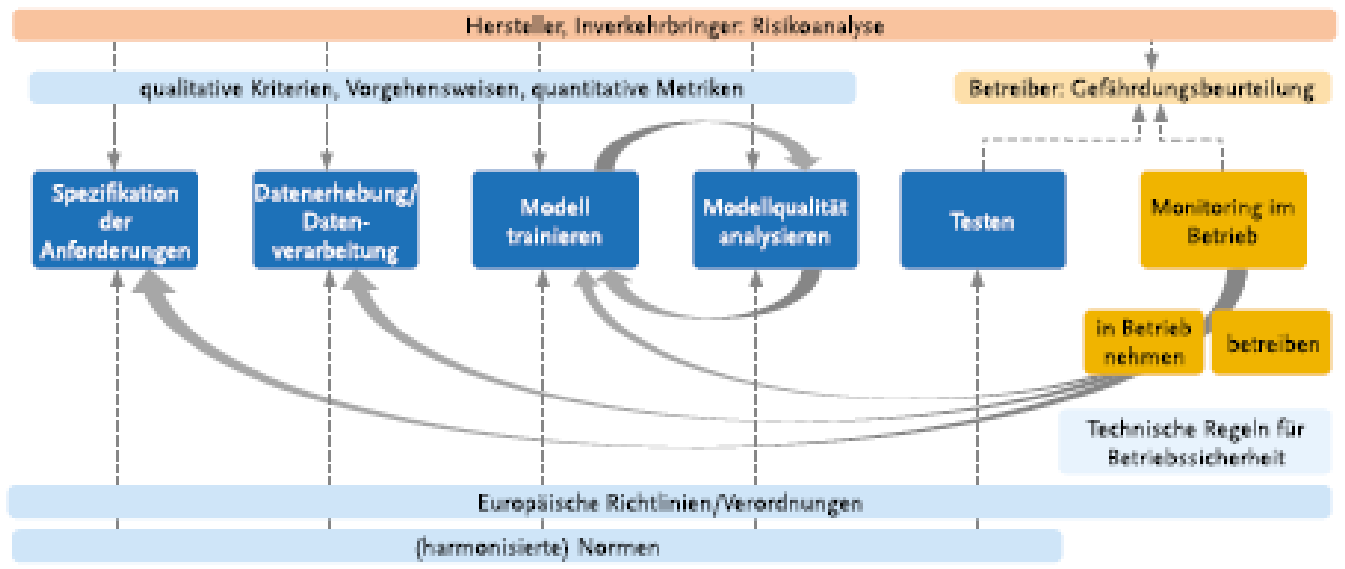 Hersteller, Inverkehrbringer: Risikoanalyse
qualitative Kriterien, Vorgehensweisen, quantitative Metriken
Betreiber: Gefährdungsbeurteilung
Spezifikation
der
Anforderungen
Datenerhebung/
Daten-
verarbeitung
Modell
trainieren
Modellqualität
analysieren
Testen
Monitoring im
Betrieb
in Betrieb
nehmen
betreiben
Technische Regeln für
Betriebssicherheit
Europäische Richtlinien/Verordnungen
(harmonisierte) Normen